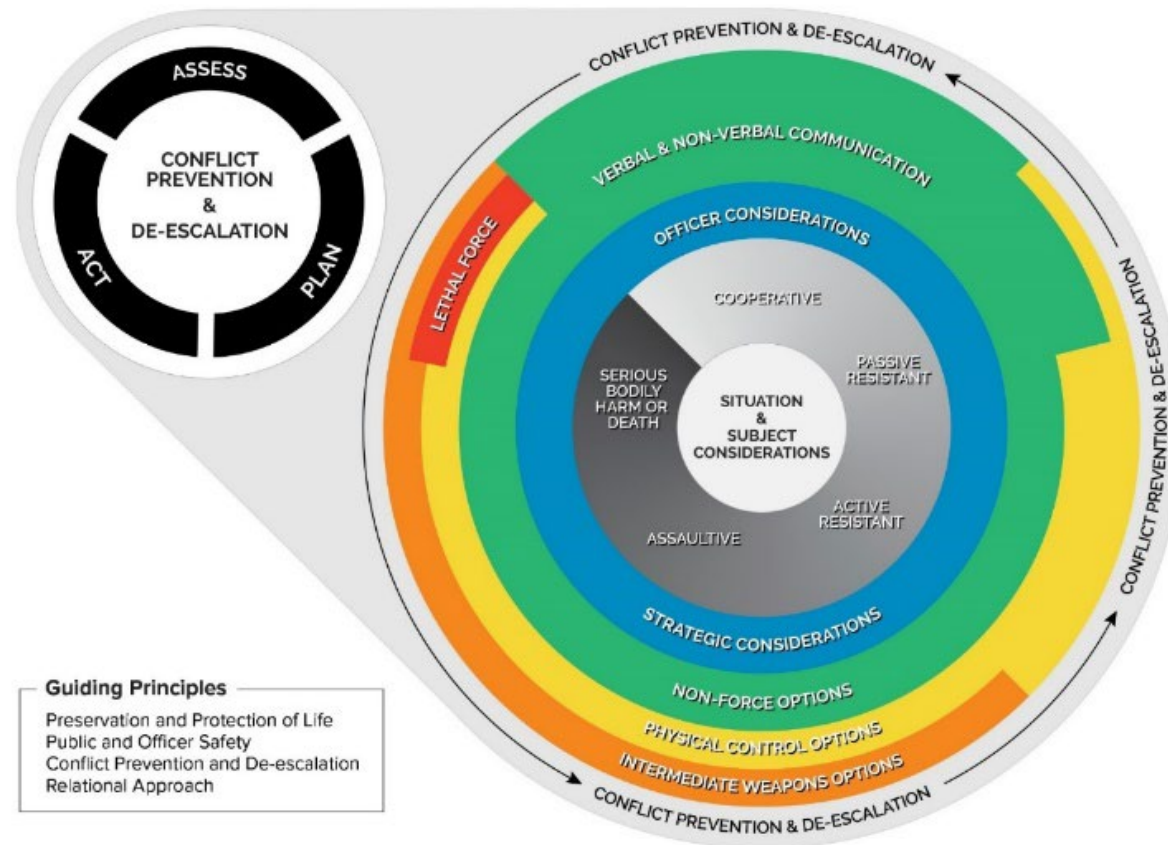 ASSESS
CONFLICT
PREVENTION
&
DE-ESCALATION
ACT
PLAN
CONFLICT PREVENTION & DE-ESCALATION
VERBAL & NON-VERBAL COMMUNICATION
OFFICER CONSIDERATIONS
LETHAL FORCE
COOPERATIVE
PASSIVE
RESISTANT
SERIOUS
BODILY
HARM OR
DEATH
SITUATION
&
SUBJECT
CONSIDERATIONS
ACTIVE
RESISTANT
ASSAULTIVE
CONFLICT PREVENTION & DE-ESCALATION
STRATEGIC CONSIDERATIONS
NON-FORCE OPTIONS
PHYSICAL CONTROL OPTIONS
INTERMEDIATE WEAPONS OPTIONS
CONFLICT PREVENTION & DE-ESCALATION
Guiding Principles
Preservation and Protection of Life
Public and Officer Safety
Conflict Prevention and De-escalation
Relational Approach